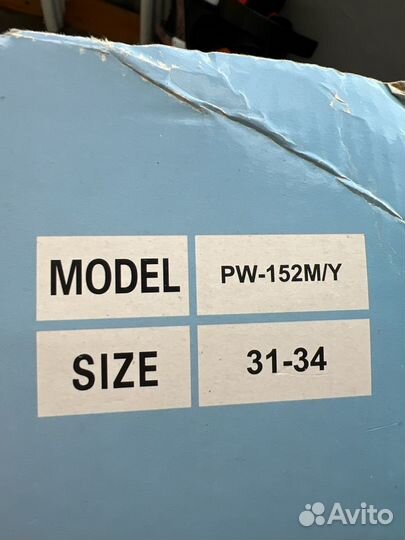 MODEL PW-152M/Y
SIZE 31-34
Avito